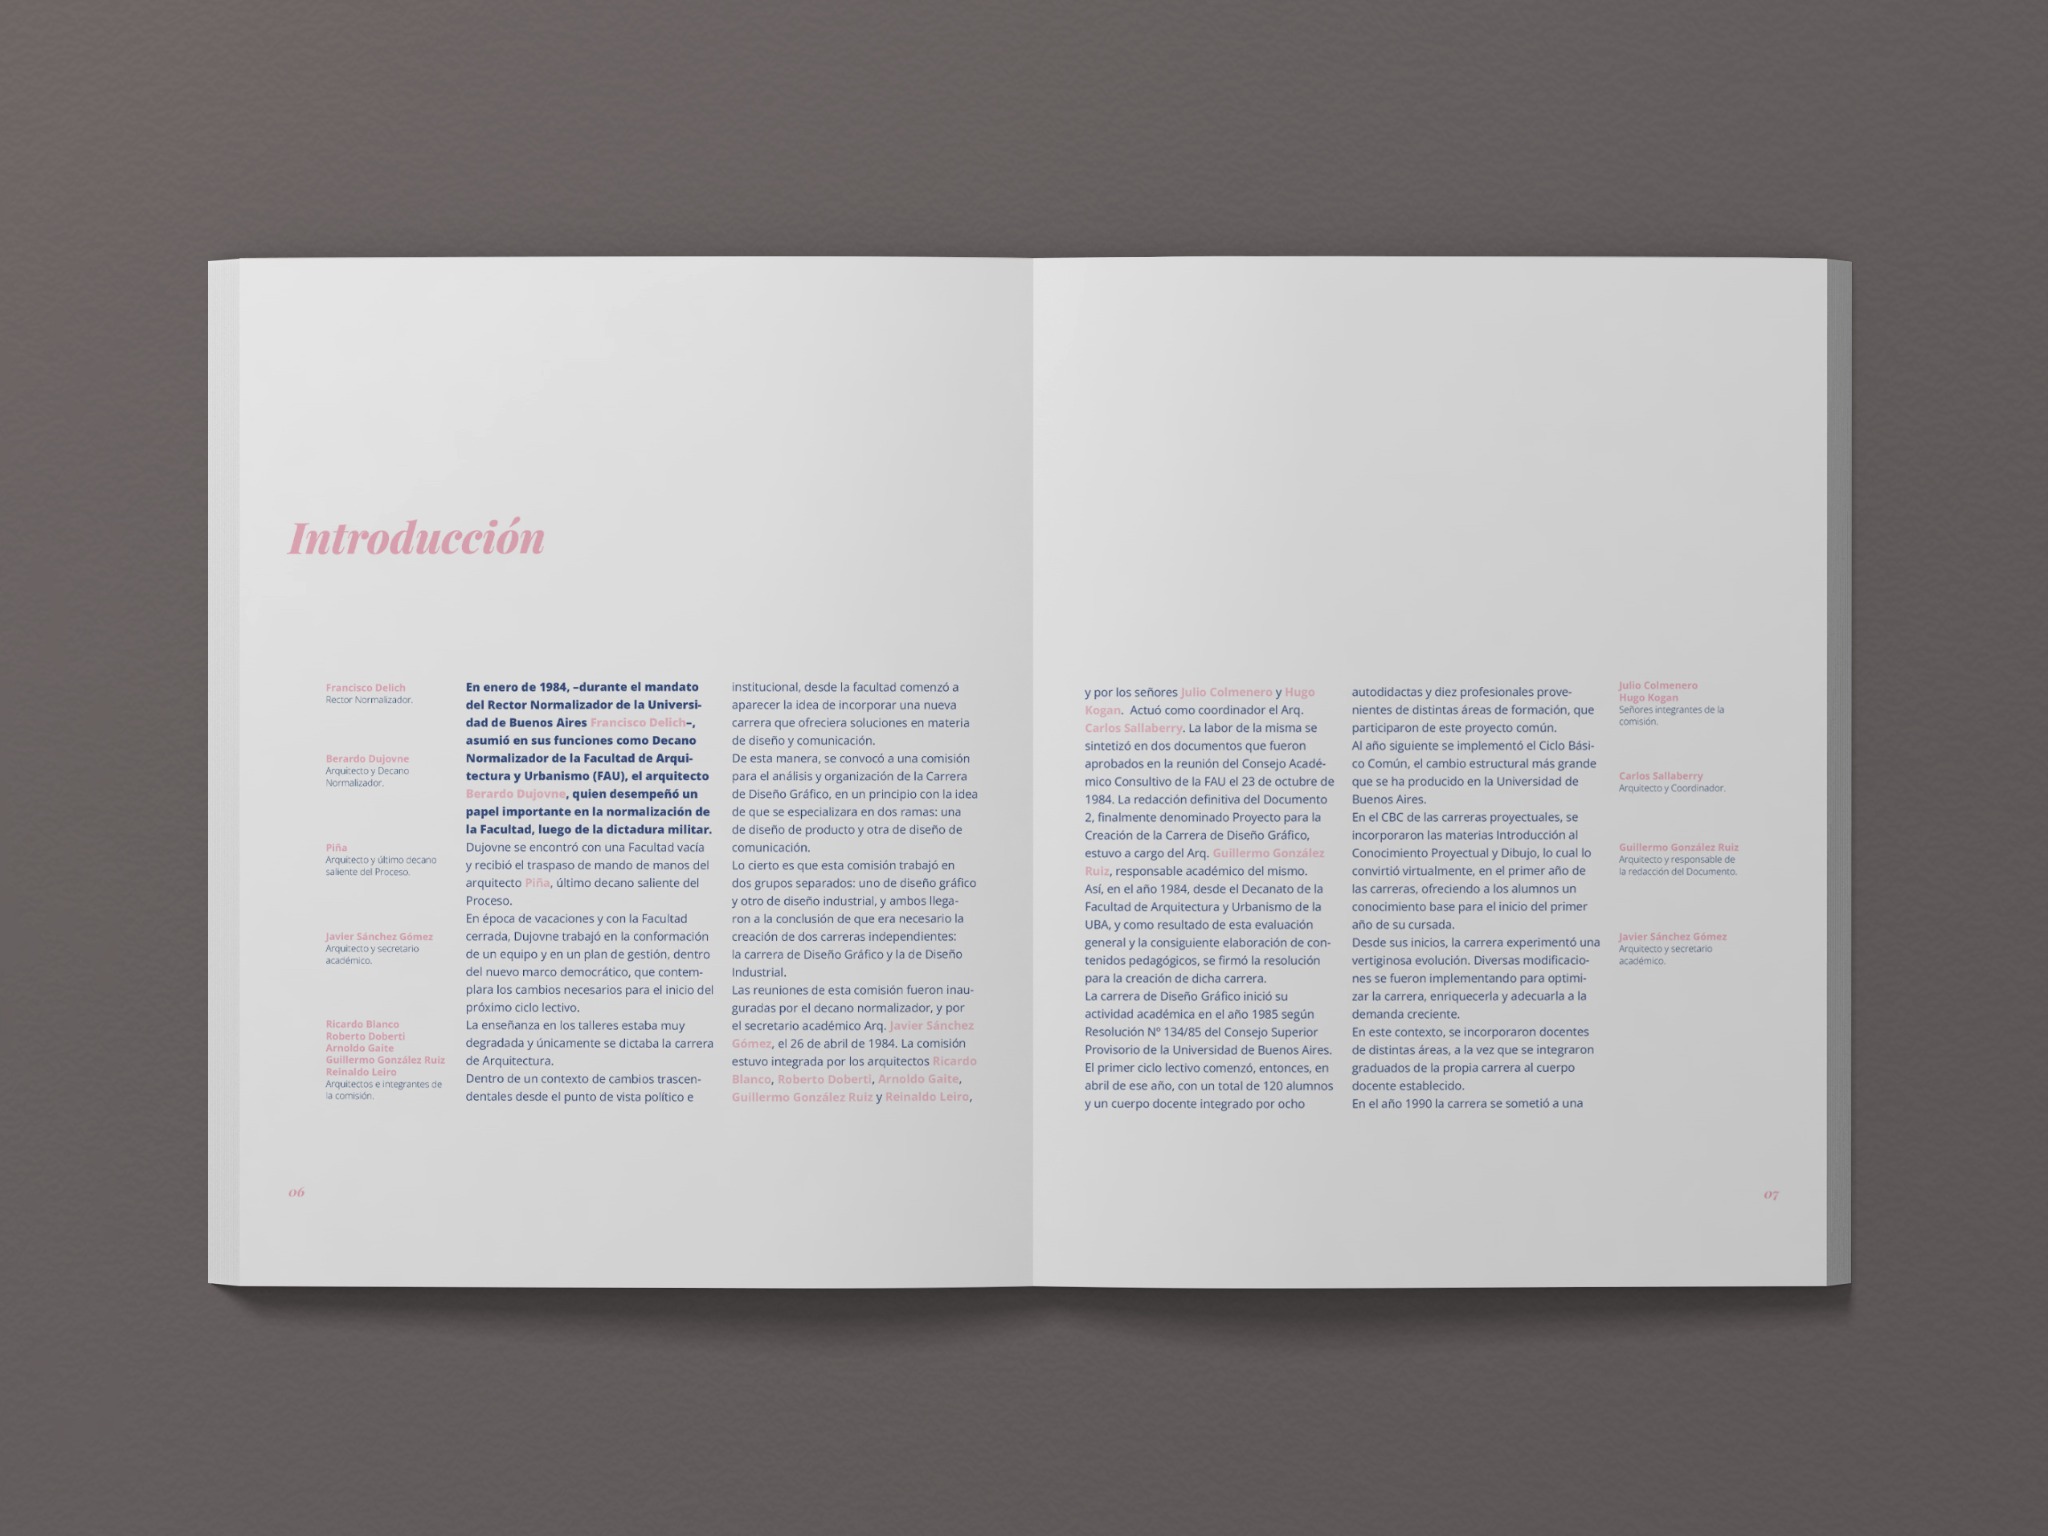 Introducción
Francisco Delich
Rector Normalizador.
Berardo Dujovne
Arquitecto y Decano
Normalizador.
Piña
Arquitecto y último decano
saliente del Proceso.
Javier Sánchez Gómez
Arquitecto y secretario
académico.
Ricardo Blanco
Roberto Doberti
Arnoldo Gaite
Guillermo González Ruiz
Reinaldo Leiro
Arquitectos e integrantes de
la comisión.
En enero de 1984, –durante el mandato
del Rector Normalizador de la Universi-
dad de Buenos Aires Francisco Delich–,
asumió en sus funciones como Decano
Normalizador de la Facultad de Arqui-
tectura y Urbanismo (FAU), el arquitecto
Berardo Dujovne, quien desempeñó un
papel importante en la normalización de
la Facultad, luego de la dictadura militar.
Dujovne se encontró con una Facultad vacía
y recibió el traspaso de mando de manos del
arquitecto Piña, último decano saliente del
Proceso.
En época de vacaciones y con la Facultad
cerrada, Dujovne trabajó en la conformación
de un equipo y en un plan de gestión, dentro
del nuevo marco democrático, que contem-
plara los cambios necesarios para el inicio del
próximo ciclo lectivo.
La enseñanza en los talleres estaba muy
degradada y únicamente se dictaba la carrera
de Arquitectura.
Dentro de un contexto de cambios trascen-
dentales desde el punto de vista político e
institucional, desde la facultad comenzó a
aparecer la idea de incorporar una nueva
carrera que ofreciera soluciones en materia
de diseño y comunicación.
De esta manera, se convocó a una comisión
para el análisis y organización de la Carrera
de Diseño Gráfico, en un principio con la idea
de que se especializara en dos ramas: una
de diseño de producto y otra de diseño de
comunicación.
Lo cierto es que esta comisión trabajó en
dos grupos separados: uno de diseño gráfico
y otro de diseño industrial, y ambos llega-
ron a la conclusión de que era necesario la
creación de dos carreras independientes:
la carrera de Diseño Gráfico y la de Diseño
Industrial.
Las reuniones de esta comisión fueron inau-
guradas por el decano normalizador, y por
el secretario académico Arq. Javier Sánchez
Gómez, el 26 de abril de 1984. La comisión
estuvo integrada por los arquitectos Ricardo
Blanco, Roberto Doberti, Arnoldo Gaite,
Guillermo González Ruiz y Reinaldo Leiro,
06
y por los señores Julio Colmenero y Hugo
Kogan.  Actuó como coordinador el Arq.
Carlos Sallaberry. La labor de la misma se
sintetizó en dos documentos que fueron
aprobados en la reunión del Consejo Acadé-
mico Consultivo de la FAU el 23 de octubre de
1984. La redacción definitiva del Documento
2, finalmente denominado Proyecto para la
Creación de la Carrera de Diseño Gráfico,
estuvo a cargo del Arq. Guillermo González
Ruiz, responsable académico del mismo.
Así, en el año 1984, desde el Decanato de la
Facultad de Arquitectura y Urbanismo de la
UBA, y como resultado de esta evaluación
general y la consiguiente elaboración de con-
tenidos pedagógicos, se firmó la resolución
para la creación de dicha carrera.
La carrera de Diseño Gráfico inició su
actividad académica en el año 1985 según
Resolución Nº 134/85 del Consejo Superior
Provisorio de la Universidad de Buenos Aires.
El primer ciclo lectivo comenzó, entonces, en
abril de ese año, con un total de 120 alumnos
y un cuerpo docente integrado por ocho
autodidactas y diez profesionales prove-
nientes de distintas áreas de formación, que
participaron de este proyecto común.
Al año siguiente se implementó el Ciclo Bási-
co Común, el cambio estructural más grande
que se ha producido en la Universidad de
Buenos Aires.
En el CBC de las carreras proyectuales, se
incorporaron las materias Introducción al
Conocimiento Proyectual y Dibujo, lo cual lo
convirtió virtualmente, en el primer año de
las carreras, ofreciendo a los alumnos un
conocimiento base para el inicio del primer
año de su cursada.
Desde sus inicios, la carrera experimentó una
vertiginosa evolución. Diversas modificacio-
nes se fueron implementando para optimi-
zar la carrera, enriquecerla y adecuarla a la
demanda creciente.
En este contexto, se incorporaron docentes
de distintas áreas, a la vez que se integraron
graduados de la propia carrera al cuerpo
docente establecido.
En el año 1990 la carrera se sometió a una
Julio Colmenero
Hugo Kogan
Señores integrantes de la
comisión.
Carlos Sallaberry
Arquitecto y Coordinador.
Guillermo González Ruiz
Arquitecto y responsable de
la redacción del Documento.
Javier Sánchez Gómez
Arquitecto y secretario
académico.
07